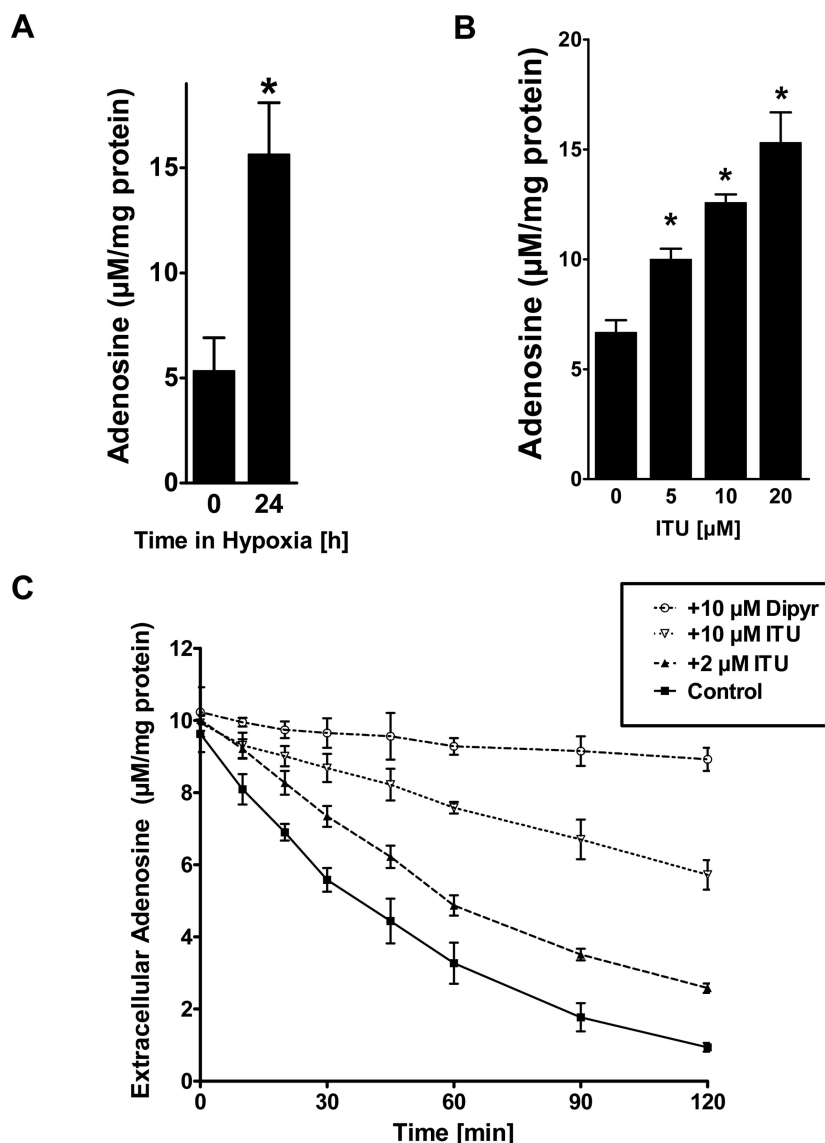 A
Adenosine (µM/mg protein)
15
10
5
0
*
0 24
Time in Hypoxia [h]
B
Adenosine (µM/mg protein)
20
15
10
5
0
* * *
0 5 10 20
ITU [µM]
C
+10 µM Dipyr
+10 µM ITU
+2 µM ITU
Control
Extracellular Adenosine (µM/mg protein)
12
10
8
6
4
2
0
0 30 60 90 120
Time [min]